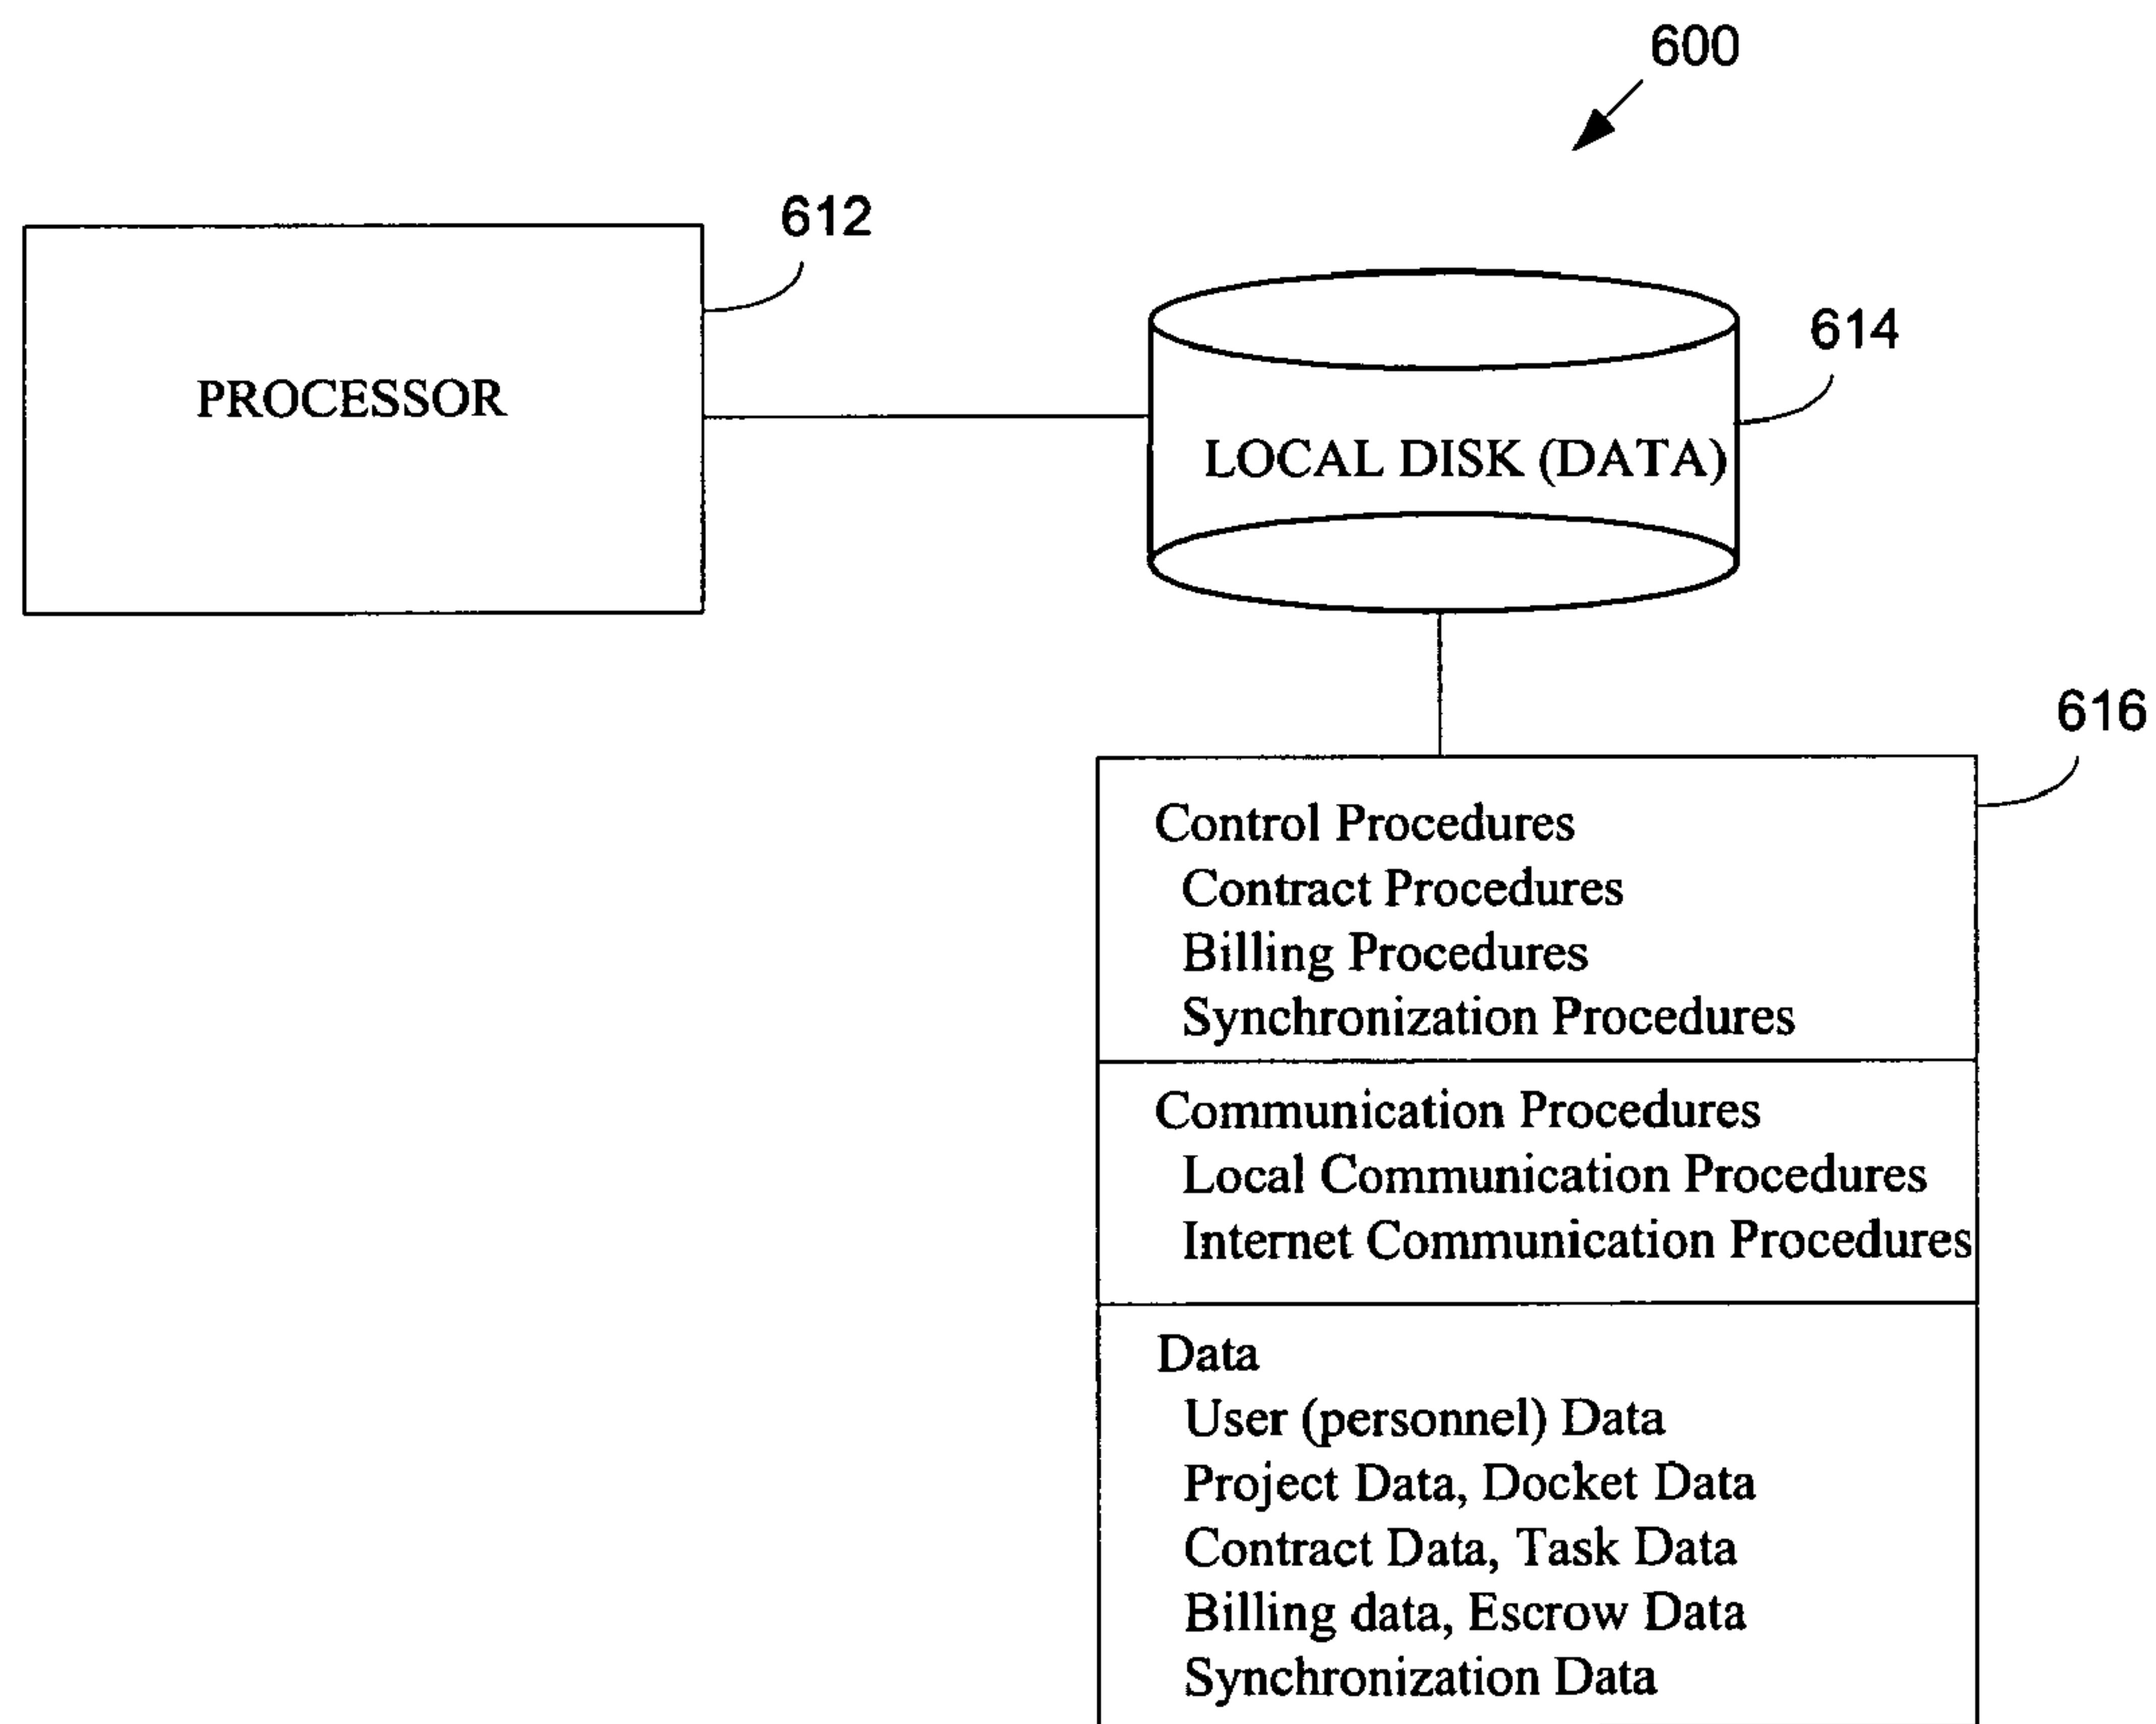 600
612
PROCESSOR
614
LOCAL DISK (DATA)
616
Control Procedures
Contract Procedures
Billing Procedures
Synchronization Procedures
Communication Procedures
Local Communication Procedures
Internet Communication Procedures
Data
User (personnel) Data
Project Data, Docket Data
Contract Data, Task Data
Billing data, Escrow Data
Synchronization Data